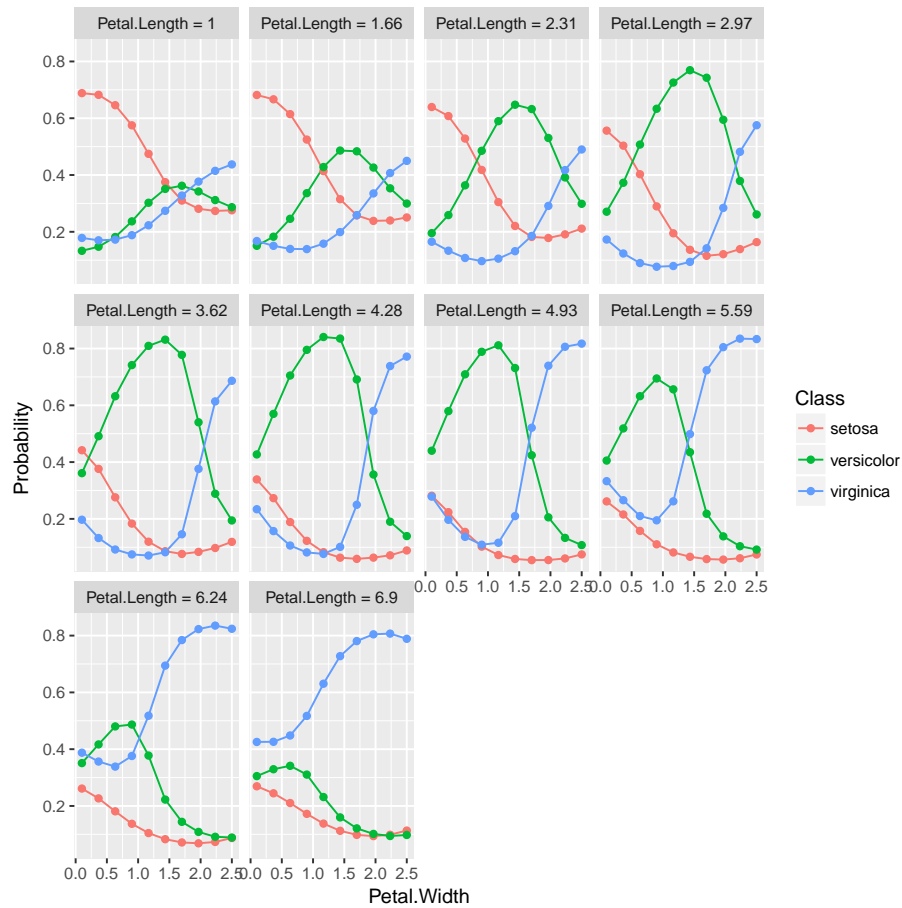 Petal.Length = 1
Petal.Length = 1.66
Petal.Length = 2.31
Petal.Length = 2.97
0.8
0.6
0.4
0.2
Petal.Length = 3.62
Petal.Length = 4.28
Petal.Length = 4.93
Petal.Length = 5.59
0.8
0.6
0.4
0.2
0.0 0.5 1.0 1.5 2.0 2.5
0.0 0.5 1.0 1.5 2.0 2.5
Petal.Length = 6.24
Petal.Length = 6.9
0.8
0.6
0.4
0.2
0.0 0.5 1.0 1.5 2.0 2.5
0.0 0.5 1.0 1.5 2.0 2.5
Petal.Width
Probability
Class
setosa
versicolor
virginica